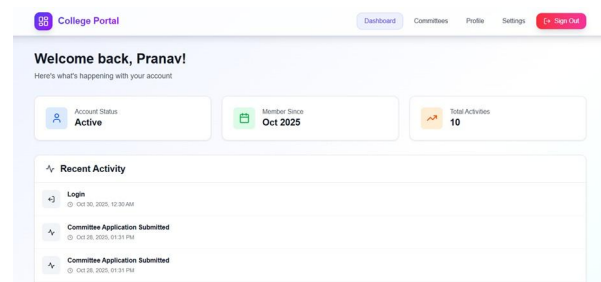 College Portal
Dashboard
Committees
Profile
Settings
Sign Out
Welcome back, Pranav!
Here's what's happening with your account
Account Status
Active
Member Since
Oct 2025
Total Activities
10
Recent Activity
Login
Oct 30, 2025, 12:30 AM
Committee Application Submitted
Oct 28, 2025, 01:31 PM
Committee Application Submitted
Oct 28, 2025, 01:31 PM